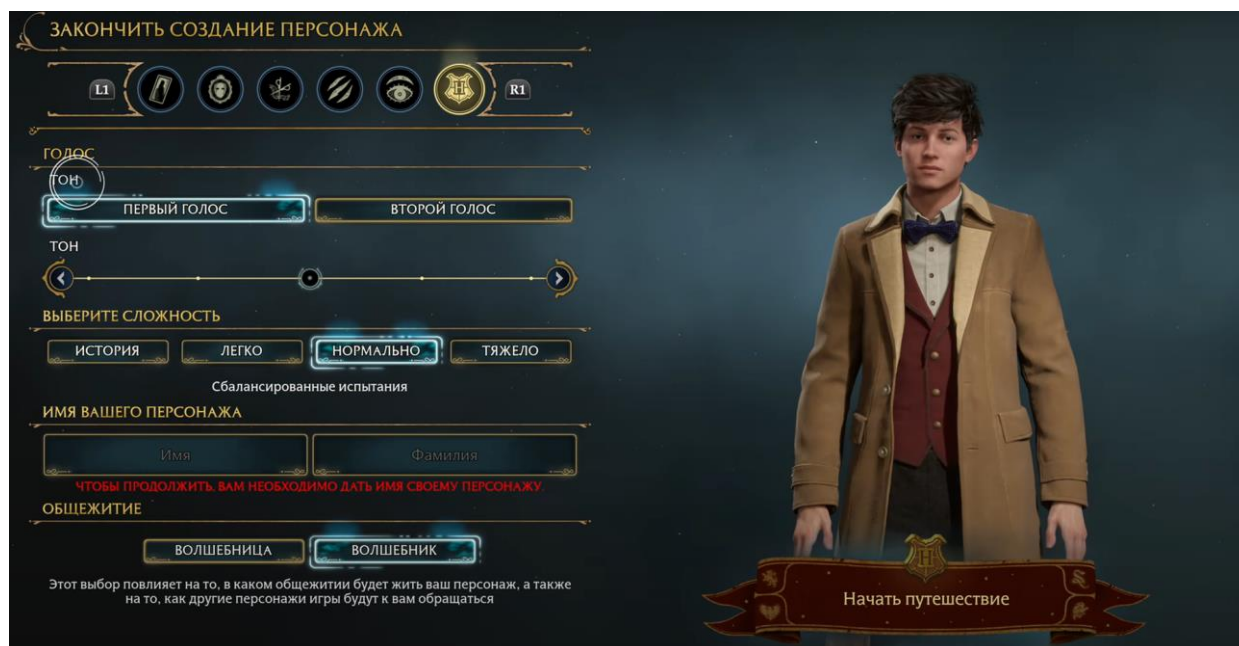 ЗАКОНЧИТЬ СОЗДАНИЕ ПЕРСОНАЖА
L1
R1
ГОЛОС
ТОН
ПЕРВЫЙ ГОЛОС
ВТОРОЙ ГОЛОС
ТОН
ВЫБЕРИТЕ СЛОЖНОСТЬ
ИСТОРИЯ
ЛЕГКО
НОРМАЛЬНО
ТЯЖЕЛО
Сбалансированные испытания
ИМЯ ВАШЕГО ПЕРСОНАЖА
Имя
Фамилия
ЧТОБЫ ПРОДОЛЖИТЬ, ВАМ НЕОБХОДИМО ДАТЬ ИМЯ СВОЕМУ ПЕРСОНАЖУ.
ОБЩЕЖИТИЕ
ВОЛШЕБНИЦА
ВОЛШЕБНИК
Этот выбор повлияет на то, в каком общежитии будет жить ваш персонаж, а также
на то, как другие персонажи игры будут к вам обращаться
H
Начать путешествие